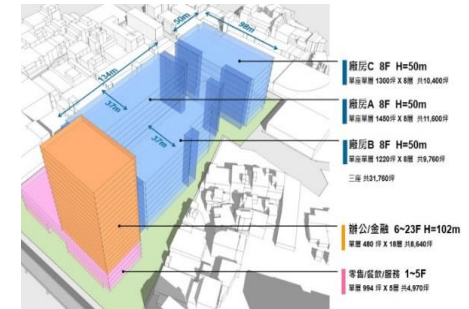 50m
98m
134m
37m
37m
廠房C 8F H=50m
單座單層 1300坪 X 8層 共10,400坪
廠房A 8F H=50m
單座單層 1450坪 X 8層 共11,600坪
廠房B 8F H=50m
單座單層 1220坪 X 8層 共9,760坪
三座 共31,760坪
辦公/金融 6~23F H=102m
單層 480 坪 X 18層 共8,640坪
零售/餐飲/服務 1~5F
單層 994 坪 X 5層 共4,970坪